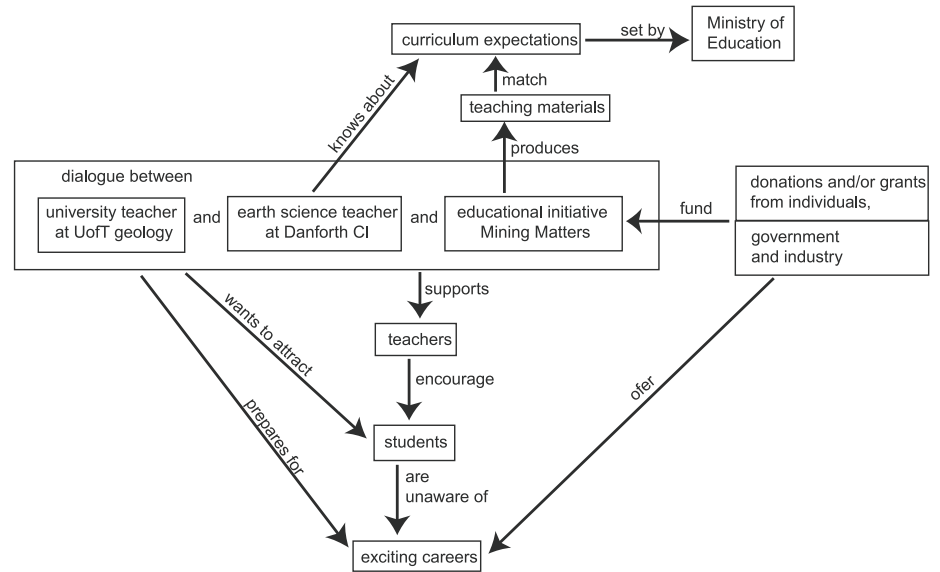 Ministry of
Education
set by
curriculum expectations
match
knows about
teaching materials
produces
dialogue between
university teacher
at UofT geology
and
earth science teacher
at Danforth CI
and
educational initiative
Mining Matters
fund
donations and/or grants
from individuals,
government
and industry
supports
wants to attract
teachers
encourage
ofer
prepares for
students
are
unaware of
exciting careers